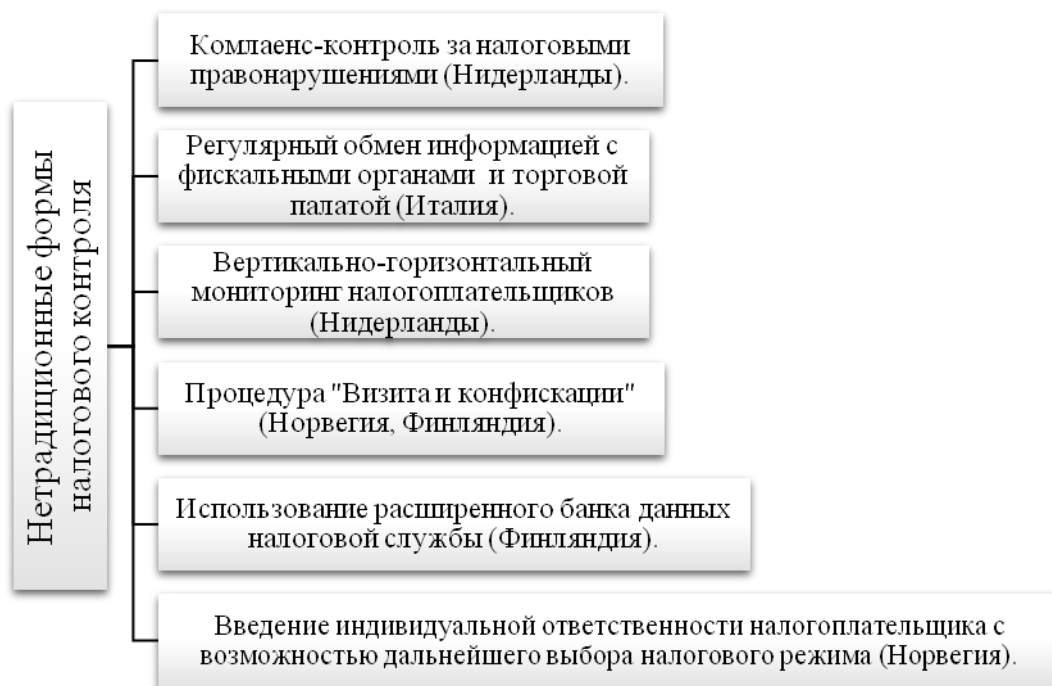 Нетрадиционные формы
налогового контроля
Комлаенс-контроль за налоговыми
правонарушениями (Нидерланды).
Регулярный обмен информацией с
фискальными органами и торговой
палатой (Италия).
Вертикально-горизонтальный
мониторинг налогоплательщиков
(Нидерланды).
Процедура "Визита и конфискации"
(Норвегия, Финляндия).
Использование расширенного банка данных
налоговой службы (Финляндия).
Введение индивидуальной ответственности налогоплательщика с
возможностью дальнейшего выбора налогового режима (Норвегия).